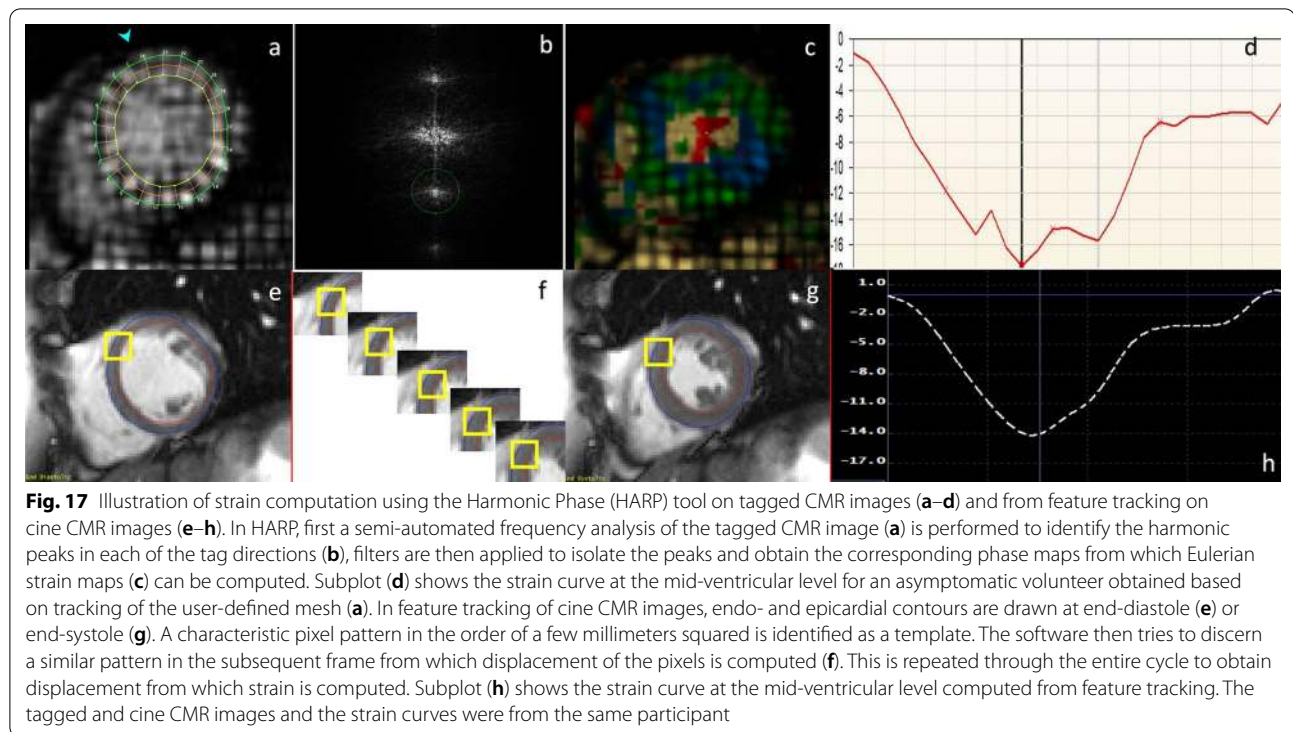 a
b
c
d
0
-2
-4
-6
-8
-10
-12
-14
-16
e
f
g
h
1.0
-2.0
-5.0
-8.0
-11.0
-14.0
-17.0
Fig. 17 Illustration of strain computation using the Harmonic Phase (HARP) tool on tagged CMR images (a–d) and from feature tracking on
cine CMR images (e–h). In HARP, first a semi-automated frequency analysis of the tagged CMR image (a) is performed to identify the harmonic
peaks in each of the tag directions (b), filters are then applied to isolate the peaks and obtain the corresponding phase maps from which Eulerian
strain maps (c) can be computed. Subplot (d) shows the strain curve at the mid-ventricular level for an asymptomatic volunteer obtained based
on tracking of the user-defined mesh (a). In feature tracking of cine CMR images, endo- and epicardial contours are drawn at end-diastole (e) or
end-systole (g). A characteristic pixel pattern in the order of a few millimeters squared is identified as a template. The software then tries to discern
a similar pattern in the subsequent frame from which displacement of the pixels is computed (f). This is repeated through the entire cycle to obtain
displacement from which strain is computed. Subplot (h) shows the strain curve at the mid-ventricular level computed from feature tracking. The
tagged and cine CMR images and the strain curves were from the same participant